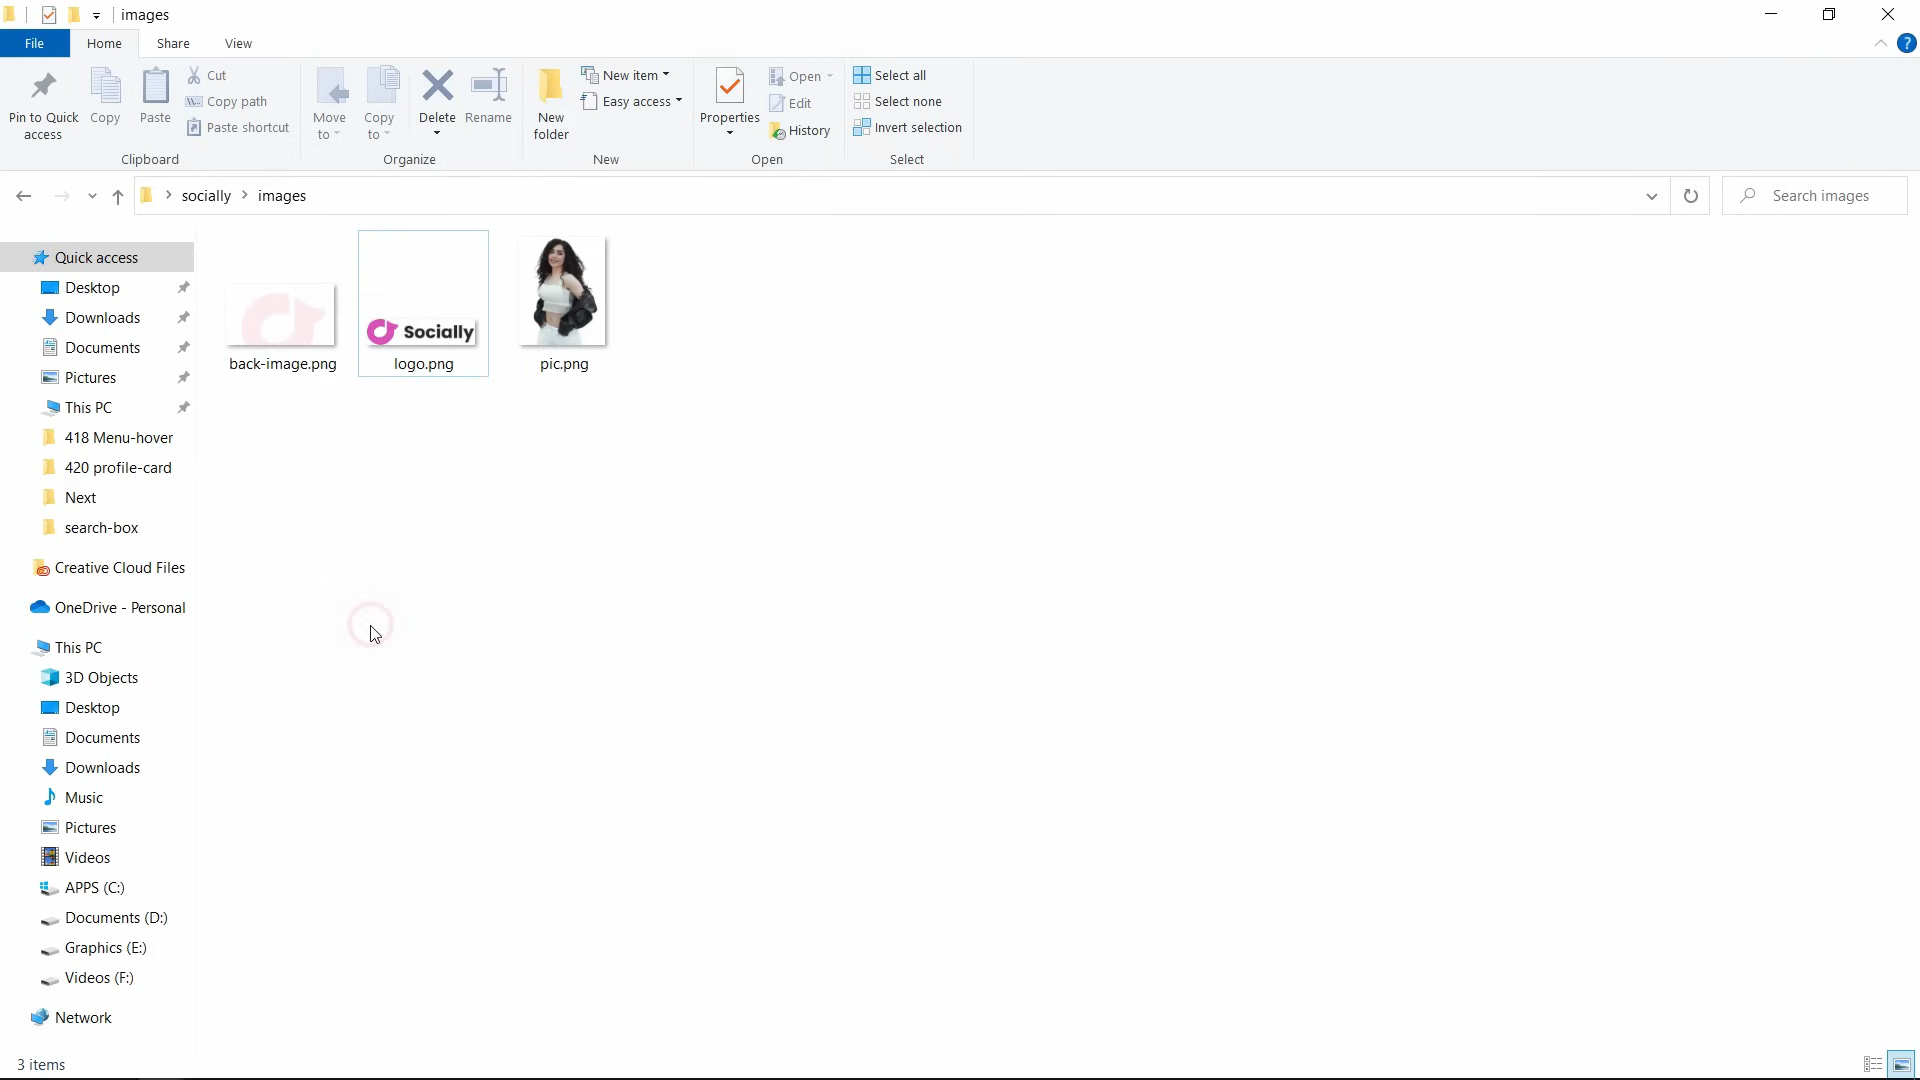 images
File
Home
Share
View
Pin to Quick access
Copy
Paste
Cut
Copy path
Paste shortcut
Clipboard
Move to
Copy to
Delete
Rename
Organize
New folder
New item
Easy access
New
Properties
Open
Edit
History
Open
Select all
Select none
Invert selection
Select
socially
images
Search images
Quick access
Desktop
Downloads
Documents
Pictures
This PC
418 Menu-hover
420 profile-card
Next
search-box
Creative Cloud Files
OneDrive - Personal
This PC
3D Objects
Desktop
Documents
Downloads
Music
Pictures
Videos
APPS (C:)
Documents (D:)
Graphics (E:)
Videos (F:)
Network
back-image.png
Socially
logo.png
pic.png
3 items